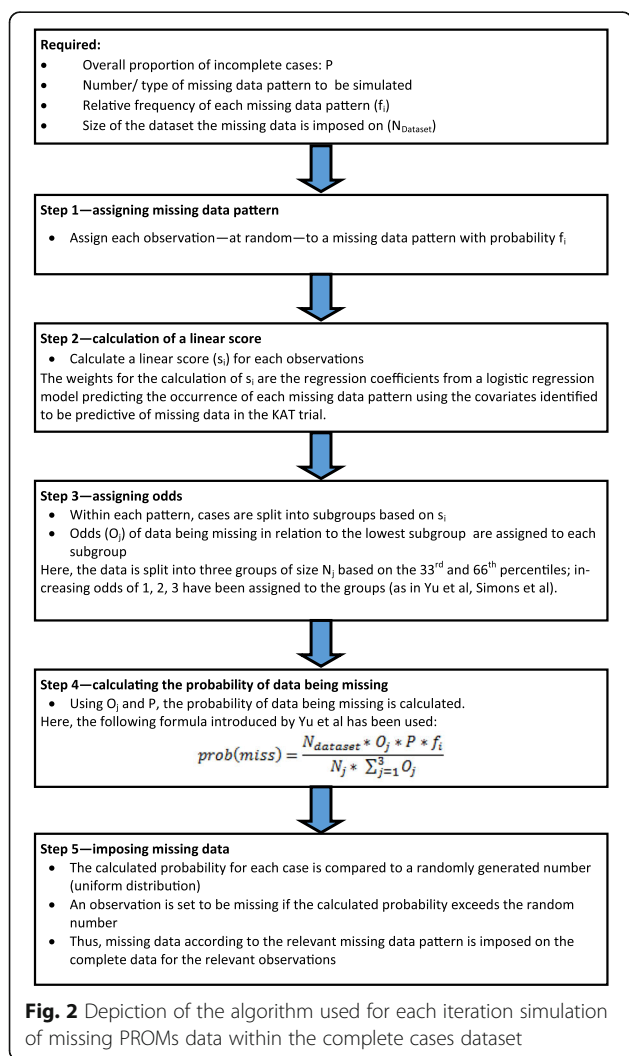 Required:
• Overall proportion of incomplete cases: P
• Number/ type of missing data pattern to be simulated
• Relative frequency of each missing data pattern (fi)
• Size of the dataset the missing data is imposed on (NDataset)
Step 1—assigning missing data pattern
• Assign each observation—at random—to a missing data pattern with probability fi
Step 2—calculation of a linear score
• Calculate a linear score (si) for each observations
The weights for the calculation of si are the regression coefficients from a logistic regression
model predicting the occurrence of each missing data pattern using the covariates identified
to be predictive of missing data in the KAT trial.
Step 3—assigning odds
• Within each pattern, cases are split into subgroups based on si
• Odds (Oj) of data being missing in relation to the lowest subgroup are assigned to each
subgroup
Here, the data is split into three groups of size Nj based on the 33rd and 66th percentiles; in-
creasing odds of 1, 2, 3 have been assigned to the groups (as in Yu et al, Simons et al).
Step 4—calculating the probability of data being missing
• Using Oj and P, the probability of data being missing is calculated.
Here, the following formula introduced by Yu et al has been used:
prob(miss) = (Ndataset * Oj * P * fi) / (Nj * ∑³j=1 Oj)
Step 5—imposing missing data
• The calculated probability for each case is compared to a randomly generated number
(uniform distribution)
• An observation is set to be missing if the calculated probability exceeds the random
number
• Thus, missing data according to the relevant missing data pattern is imposed on the
complete data for the relevant observations
Fig. 2 Depiction of the algorithm used for each iteration simulation
of missing PROMs data within the complete cases dataset